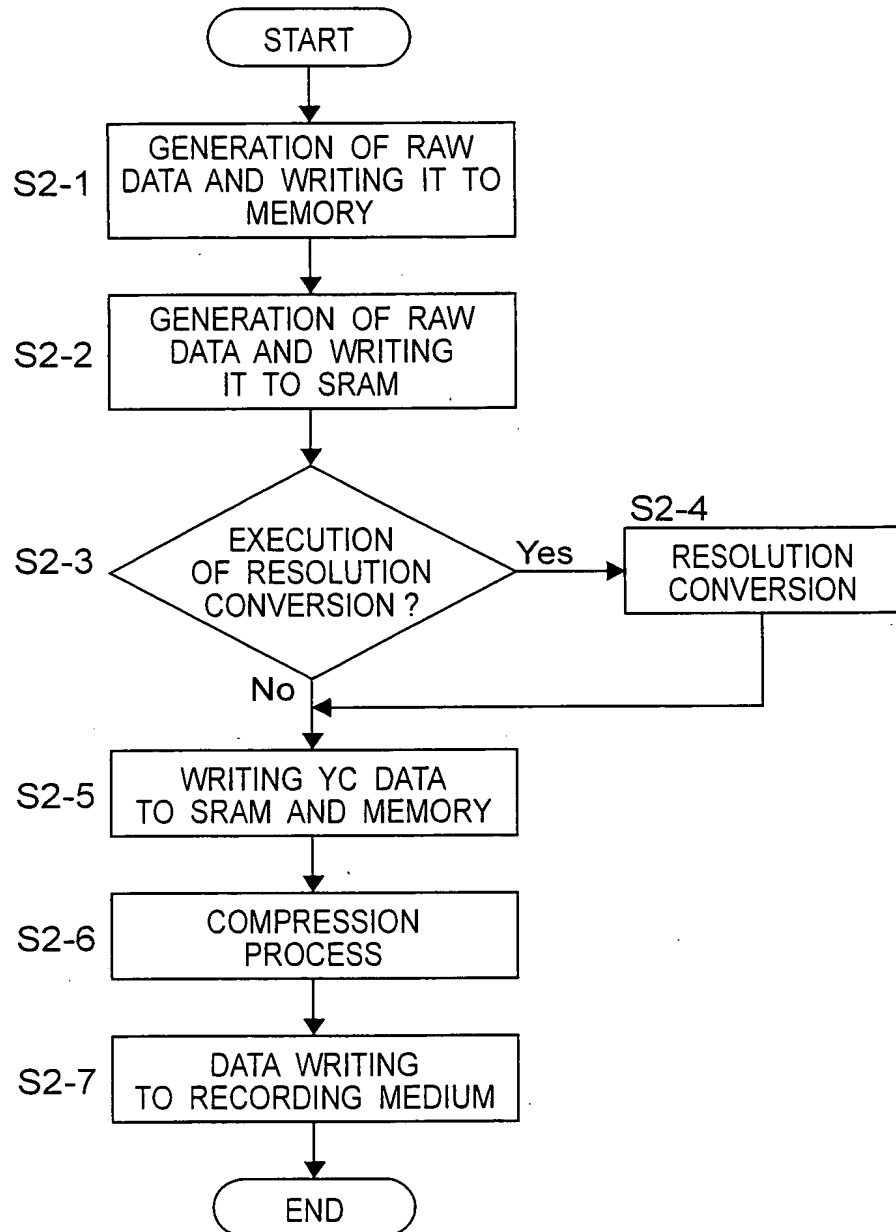 START
S2-1
GENERATION OF RAW
DATA AND WRITING IT TO
MEMORY
S2-2
GENERATION OF RAW
DATA AND WRITING
IT TO SRAM
S2-3
EXECUTION
OF RESOLUTION
CONVERSION ?
Yes
S2-4
RESOLUTION
CONVERSION
No
S2-5
WRITING YC DATA
TO SRAM AND MEMORY
S2-6
COMPRESSION
PROCESS
S2-7
DATA WRITING
TO RECORDING MEDIUM
END